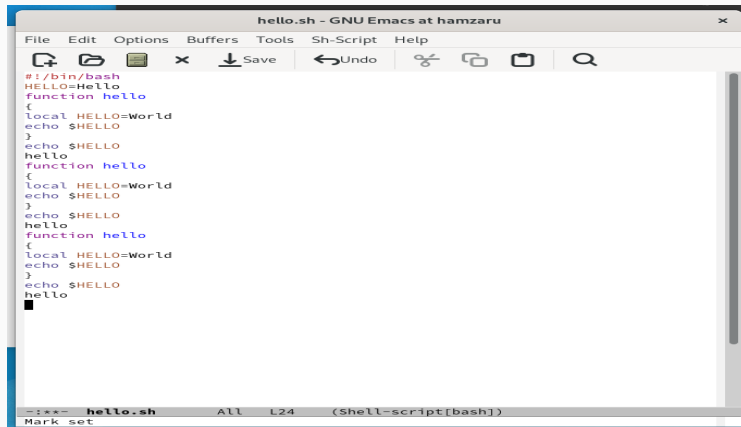 hello.sh - GNU Emacs at hamzaru
File Edit Options Buffers Tools Sh-Script Help
Save Undo
#!/bin/bash
HELLO=Hello
function hello
{
local HELLO=World
echo $HELLO
}
echo $HELLO
hello
function hello
{
local HELLO=World
echo $HELLO
}
echo $HELLO
hello
function hello
{
local HELLO=World
echo $HELLO
}
echo $HELLO
hello
-:**- hello.sh All L24 (Shell-script[bash])
Mark set